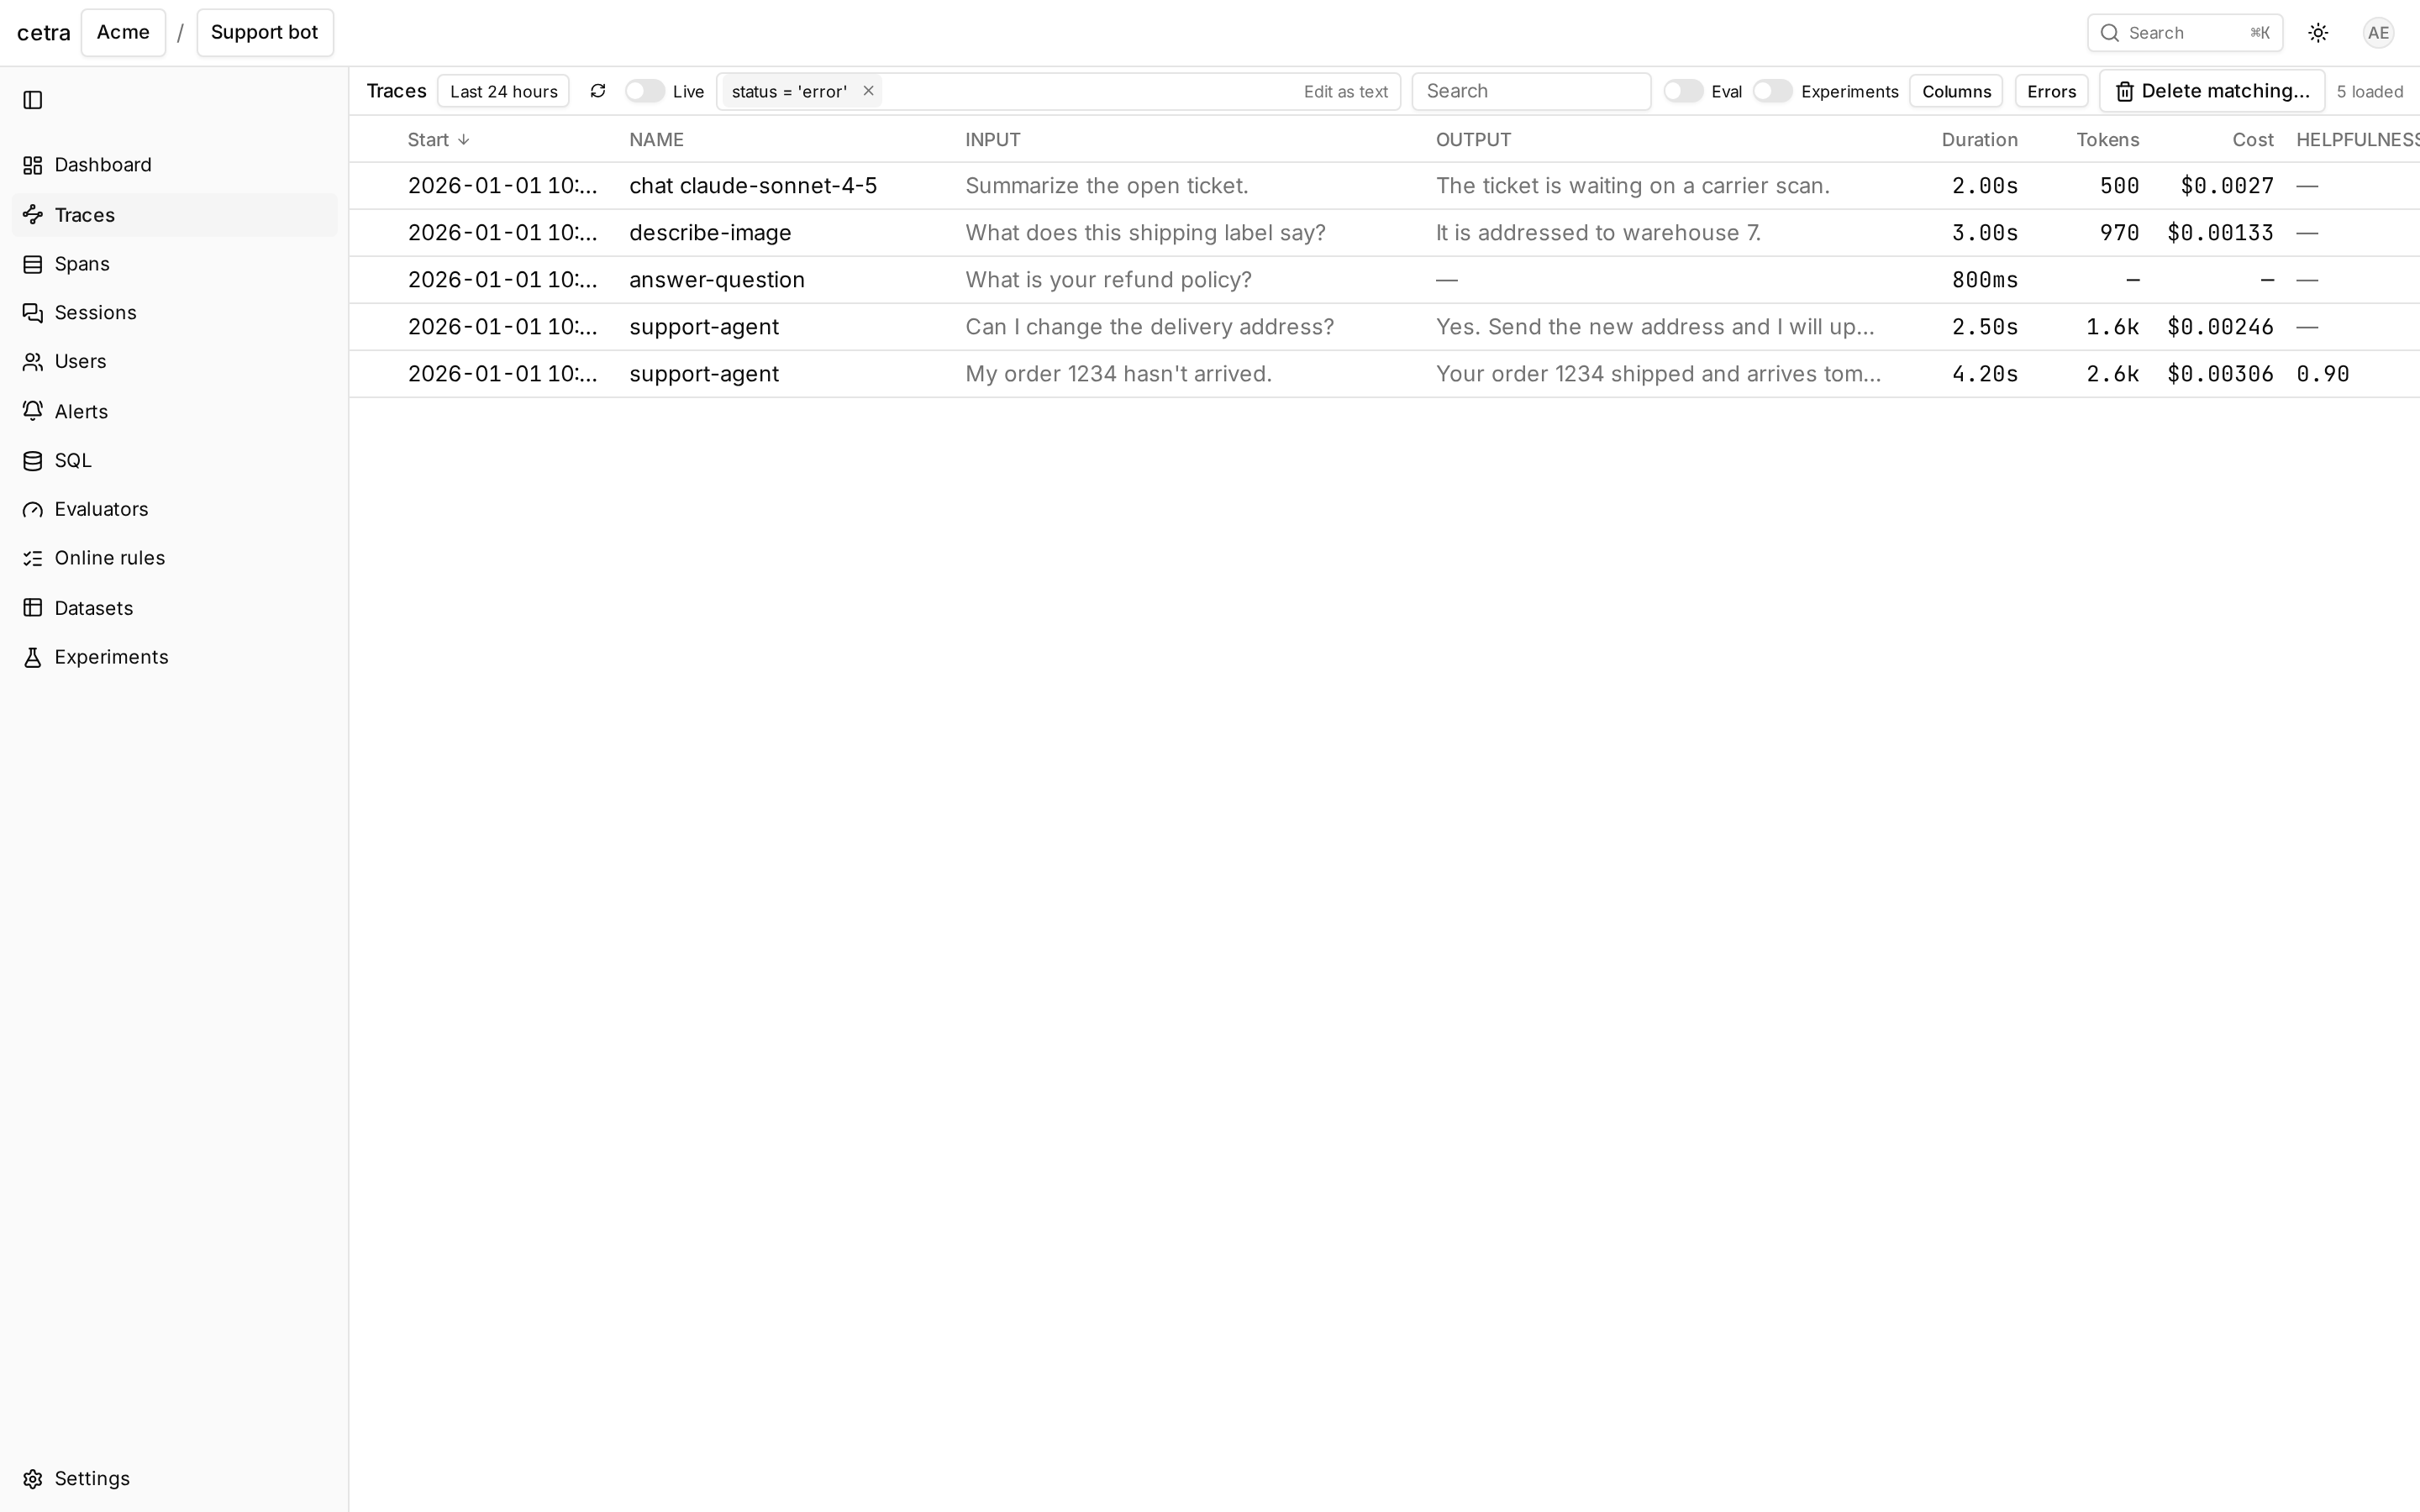 cetra Acme / Support bot Search ⌘K AE
Traces Last 24 hours Live status = 'error' × Edit as text Search Eval Experiments Columns Errors Delete matching... 5 loaded
Start ↓ NAME INPUT OUTPUT Duration Tokens Cost HELPFULNESS
2026-01-01 10:... chat claude-sonnet-4-5 Summarize the open ticket. The ticket is waiting on a carrier scan. 2.00s 500 $0.0027 —
2026-01-01 10:... describe-image What does this shipping label say? It is addressed to warehouse 7. 3.00s 970 $0.00133 —
2026-01-01 10:... answer-question What is your refund policy? — 800ms — — —
2026-01-01 10:... support-agent Can I change the delivery address? Yes. Send the new address and I will up... 2.50s 1.6k $0.00246 —
2026-01-01 10:... support-agent My order 1234 hasn't arrived. Your order 1234 shipped and arrives tom... 4.20s 2.6k $0.00306 0.90
Dashboard
Traces
Spans
Sessions
Users
Alerts
SQL
Evaluators
Online rules
Datasets
Experiments
Settings